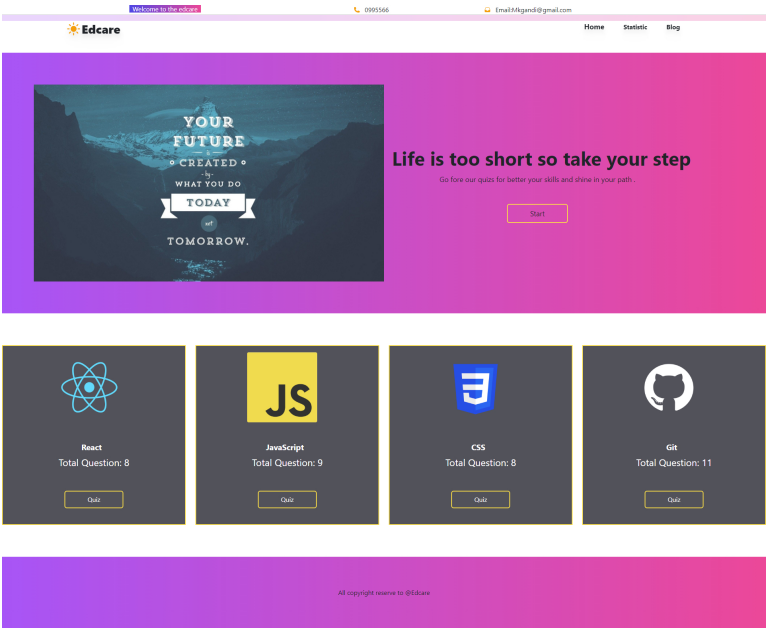 Welcome to the edcare
0995566
Email:Mkgandi@gmail.com
Edcare
Home
Statistic
Blog
YOUR
FUTURE
is
CREATED
-by-
WHAT YOU DO
TODAY
not
TOMORROW.
Life is too short so take your step
Go fore our quizs for better your skills and shine in your path .
Start
JS
React
Total Question: 8
Quiz
JavaScript
Total Question: 9
Quiz
CSS
Total Question: 8
Quiz
Git
Total Question: 11
Quiz
All copyright reserve to @Edcare